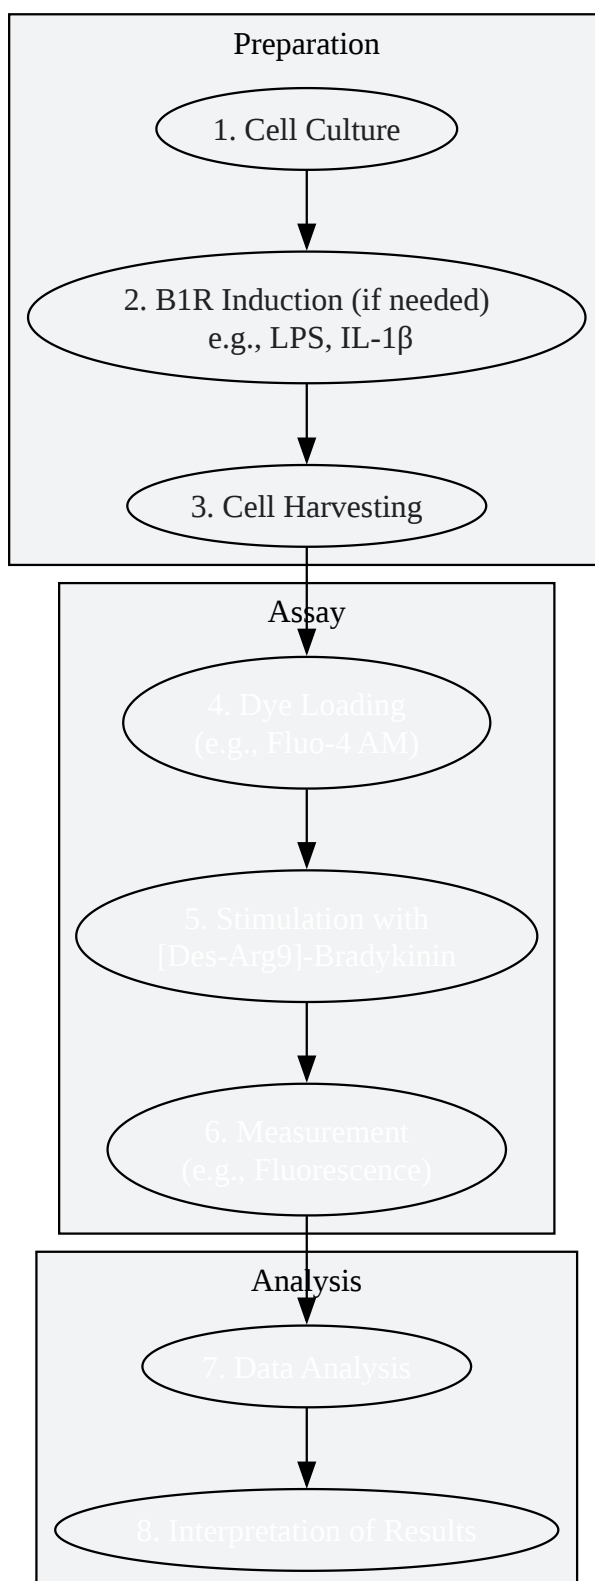 Preparation
1. Cell Culture
2. B1R Induction (if needed)
e.g., LPS, IL-1β
3. Cell Harvesting
Assay
4. Dye Loading
(e.g., Fluo-4 AM)
5. Stimulation with
[Des-Arg9]-Bradykinin
6. Measurement
(e.g., Fluorescence)
Analysis
7. Data Analysis
8. Interpretation of Results